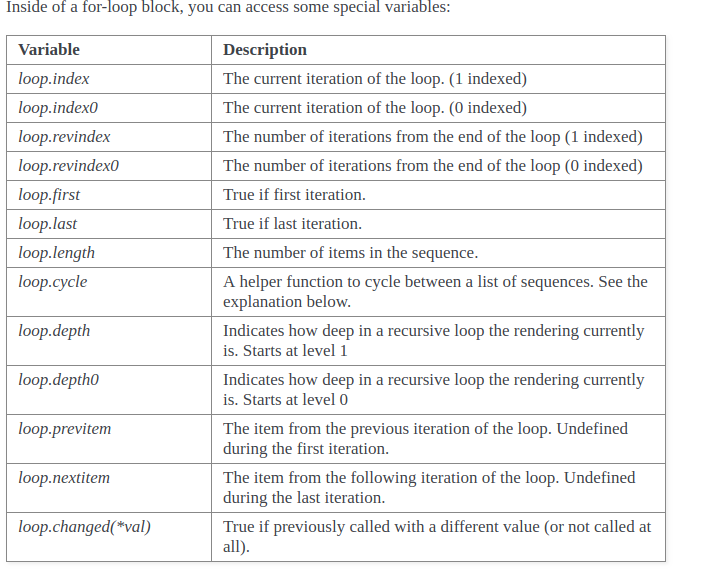 Inside of a for-loop block, you can access some special variables:
Variable Description
loop.index The current iteration of the loop. (1 indexed)
loop.index0 The current iteration of the loop. (0 indexed)
loop.revindex The number of iterations from the end of the loop (1 indexed)
loop.revindex0 The number of iterations from the end of the loop (0 indexed)
loop.first True if first iteration.
loop.last True if last iteration.
loop.length The number of items in the sequence.
loop.cycle A helper function to cycle between a list of sequences. See the
explanation below.
loop.depth Indicates how deep in a recursive loop the rendering currently
is. Starts at level 1
loop.depth0 Indicates how deep in a recursive loop the rendering currently
is. Starts at level 0
loop.previtem The item from the previous iteration of the loop. Undefined
during the first iteration.
loop.nextitem The item from the following iteration of the loop. Undefined
during the last iteration.
loop.changed(*val) True if previously called with a different value (or not called at
all).